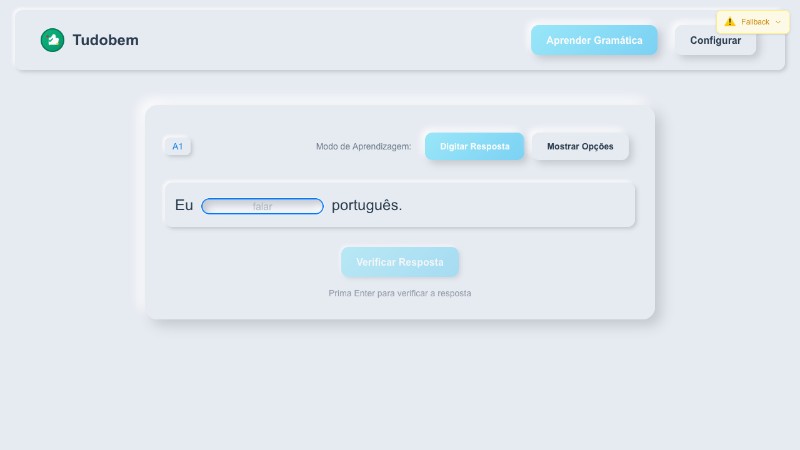 Tudobem
Aprender Gramática
Configurar
Fallback
A1
Modo de Aprendizagem:
Digitar Resposta
Mostrar Opções
Eu falar português.
Verificar Resposta
Prima Enter para verificar a resposta